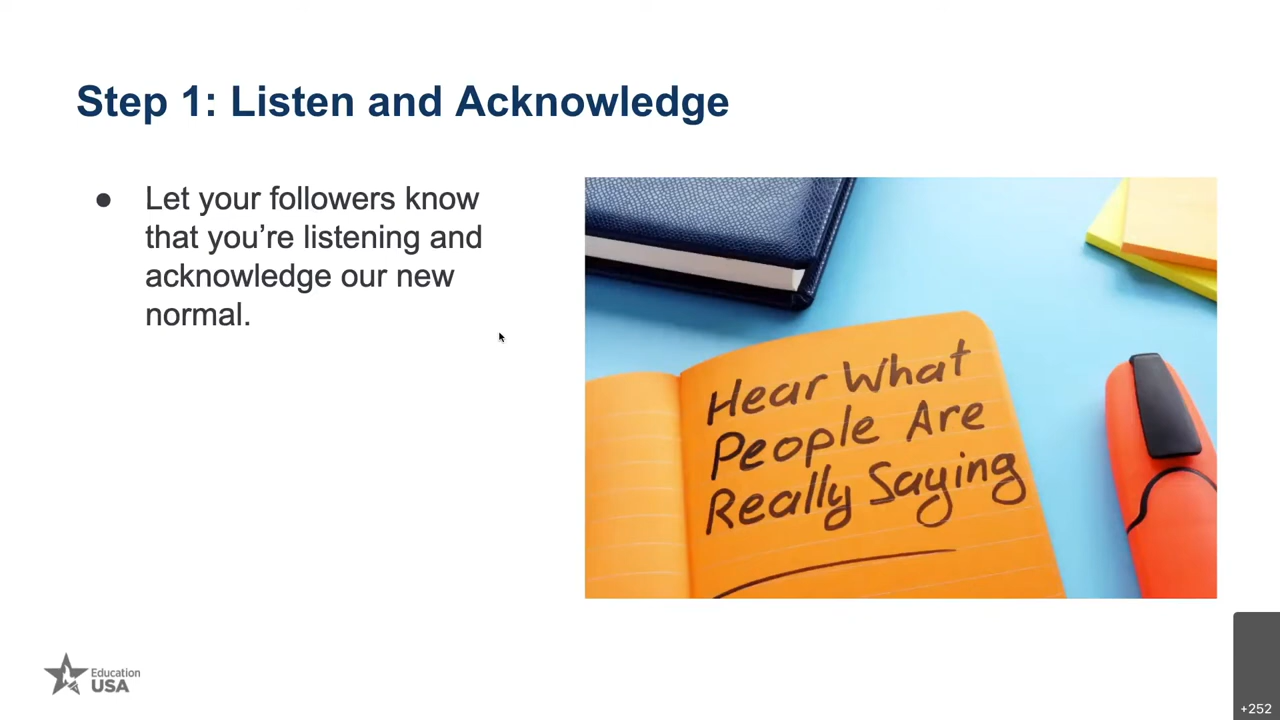 Step 1: Listen and Acknowledge
● Let your followers know
that you’re listening and
acknowledge our new
normal.
Hear What
People Are
Really Saying
Education
USA
+252